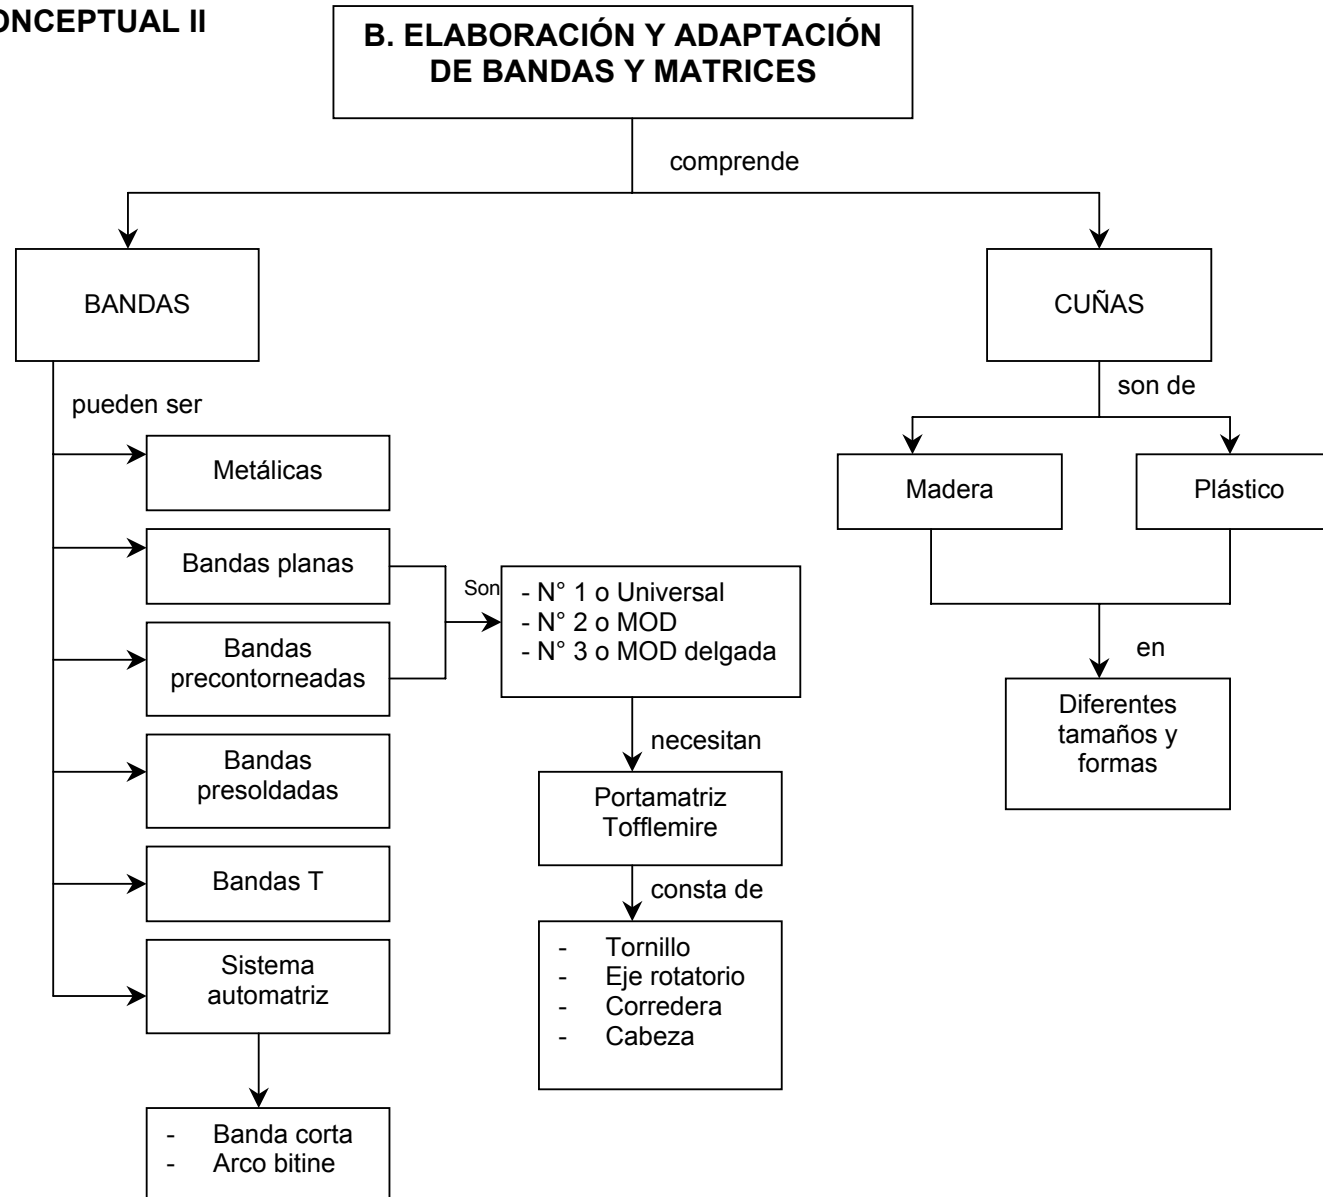 ONCEPTUAL II
B. ELABORACIÓN Y ADAPTACIÓN
DE BANDAS Y MATRICES
comprende
BANDAS
CUÑAS
pueden ser
son de
Metálicas
Madera
Plástico
Bandas planas
Son
- N° 1 o Universal
- N° 2 o MOD
- N° 3 o MOD delgada
Bandas
precontorneadas
en
Diferentes
tamaños y
formas
necesitan
Bandas
presoldadas
Portamatriz
Tofflemire
Bandas T
consta de
- Tornillo
- Eje rotatorio
- Corredera
- Cabeza
Sistema
automatriz
- Banda corta
- Arco bitine